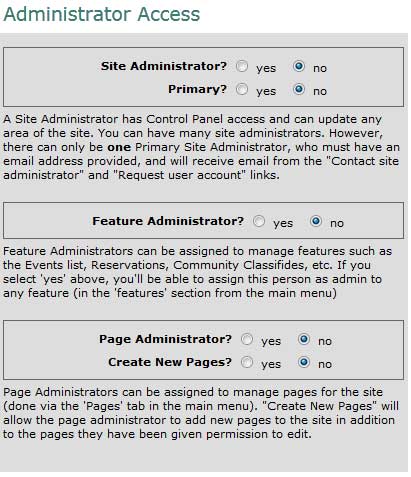 Administrator Access
Site Administrator? yes no
Primary? yes no
A Site Administrator has Control Panel access and can update any
area of the site. You can have many site administrators. However,
there can only be one Primary Site Administrator, who must have an
email address provided, and will receive email from the "Contact site
administrator" and "Request user account" links.
Feature Administrator? yes no
Feature Administrators can be assigned to manage features such as
the Events list, Reservations, Community Classifides, etc. If you
select 'yes' above, you'll be able to assign this person as admin to
any feature (in the 'features' section from the main menu)
Page Administrator? yes no
Create New Pages? yes no
Page Administrators can be assigned to manage pages for the site
(done via the 'Pages' tab in the main menu). "Create New Pages" will
allow the page administrator to add new pages to the site in addition
to the pages they have been given permission to edit.